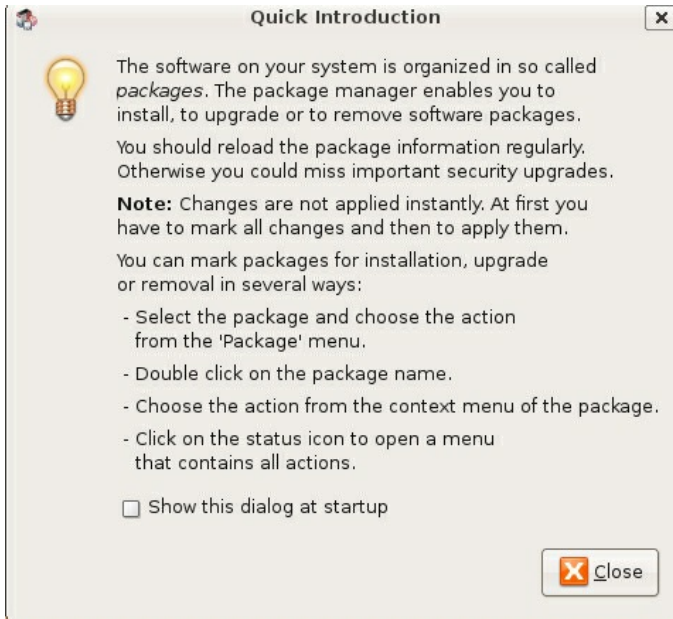 Quick Introduction
The software on your system is organized in so called
packages. The package manager enables you to
install, to upgrade or to remove software packages.
You should reload the package information regularly.
Otherwise you could miss important security upgrades.
Note: Changes are not applied instantly. At first you
have to mark all changes and then to apply them.
You can mark packages for installation, upgrade
or removal in several ways:
- Select the package and choose the action
from the 'Package' menu.
- Double click on the package name.
- Choose the action from the context menu of the package.
- Click on the status icon to open a menu
that contains all actions.
Show this dialog at startup
Close